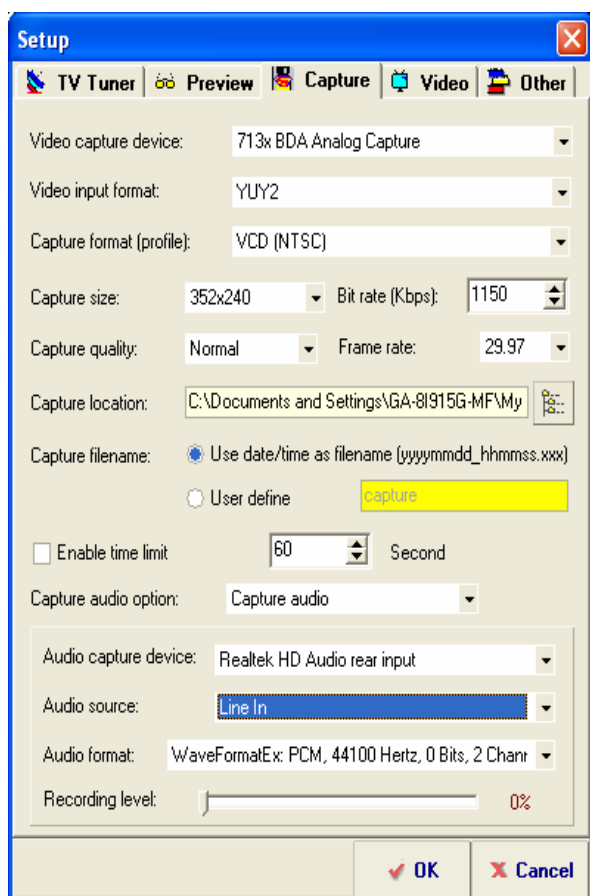 Setup
TV Tuner Preview Capture Video Other
Video capture device: 713x BDA Analog Capture
Video input format: YUY2
Capture format (profile): VCD (NTSC)
Capture size: 352x240 Bit rate (Kbps): 1150
Capture quality: Normal Frame rate: 29.97
Capture location: C:\Documents and Settings\GA-8I915G-MF\My
Capture filename: Use date/time as filename (yyyymmdd_hhmmss.xxx)
User define capture
Enable time limit 60 Second
Capture audio option: Capture audio
Audio capture device: Realtek HD Audio rear input
Audio source: Line In
Audio format: WaveFormatEx: PCM, 44100 Hertz, 0 Bits, 2 Chanr
Recording level: 0%
OK Cancel